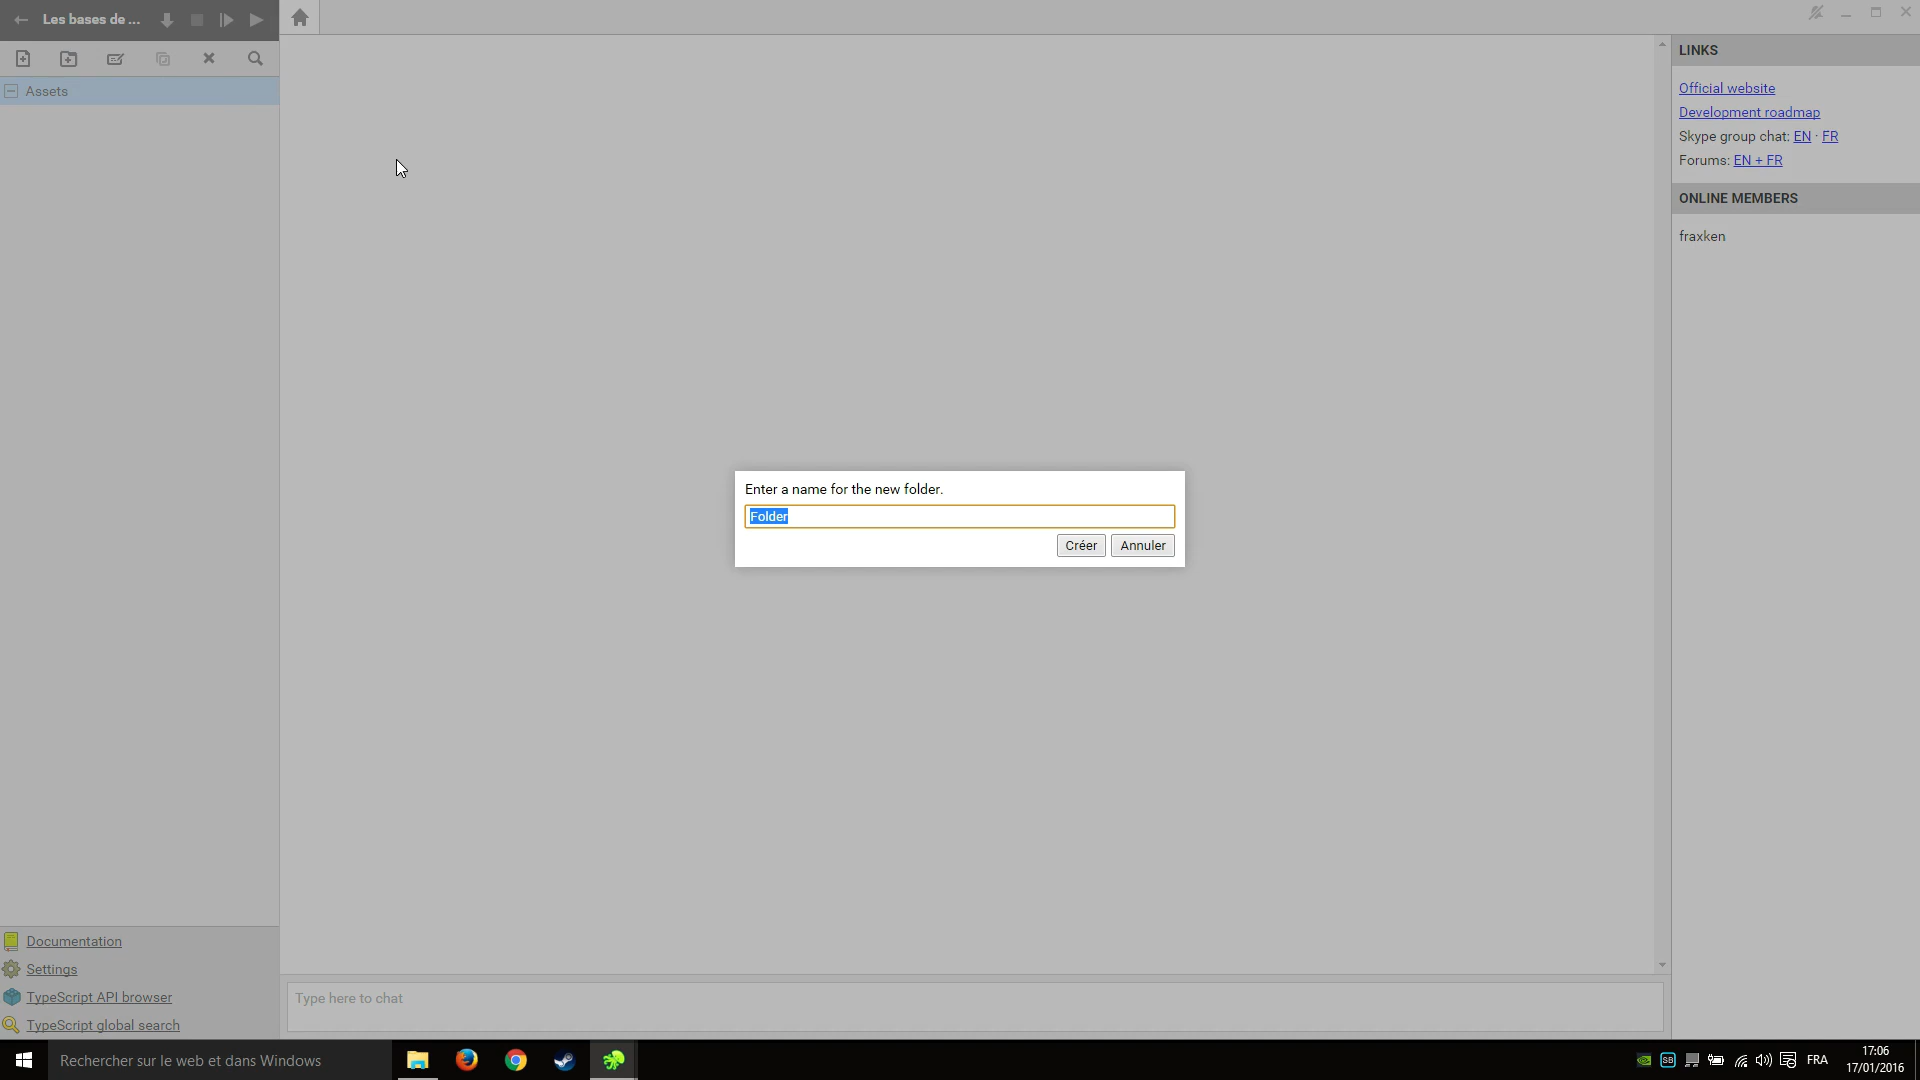 Les bases de ...
Assets
LINKS
Official website
Development roadmap
Skype group chat: EN · FR
Forums: EN + FR
ONLINE MEMBERS
fraxken
Enter a name for the new folder.
Folder
Créer
Annuler
Documentation
Settings
TypeScript API browser
TypeScript global search
Type here to chat
Rechercher sur le web et dans Windows
SB
FRA
17:06
17/01/2016